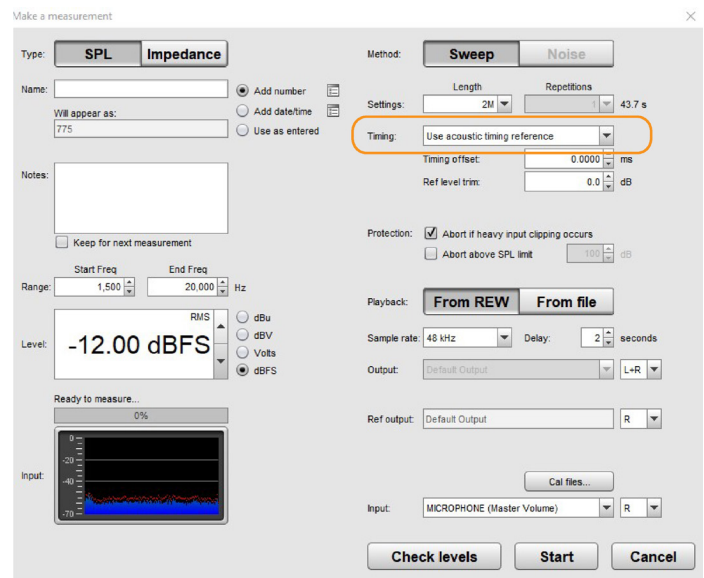 Make a measurement
Type: SPL Impedance
Name:
Add number
Add date/time
Use as entered
Will appear as:
775
Notes:
Keep for next measurement
Start Freq End Freq
Range: 1,500 20,000 Hz
RMS
Level: -12.00 dBFS
dBu
dBV
Volts
dBFS
Ready to measure...
0%
Input:
0
-20
-40
-70
Method: Sweep Noise
Length Repetitions
Settings: 2M 1 43.7 s
Timing: Use acoustic timing reference
Timing offset: 0.0000 ms
Ref level trim: 0.0 dB
Protection: Abort if heavy input clipping occurs
Abort above SPL limit 100 dB
Playback: From REW From file
Sample rate: 48 kHz Delay: 2 seconds
Output: Default Output L+R
Ref output: Default Output R
Cal files...
Input: MICROPHONE (Master Volume) R
Check levels Start Cancel